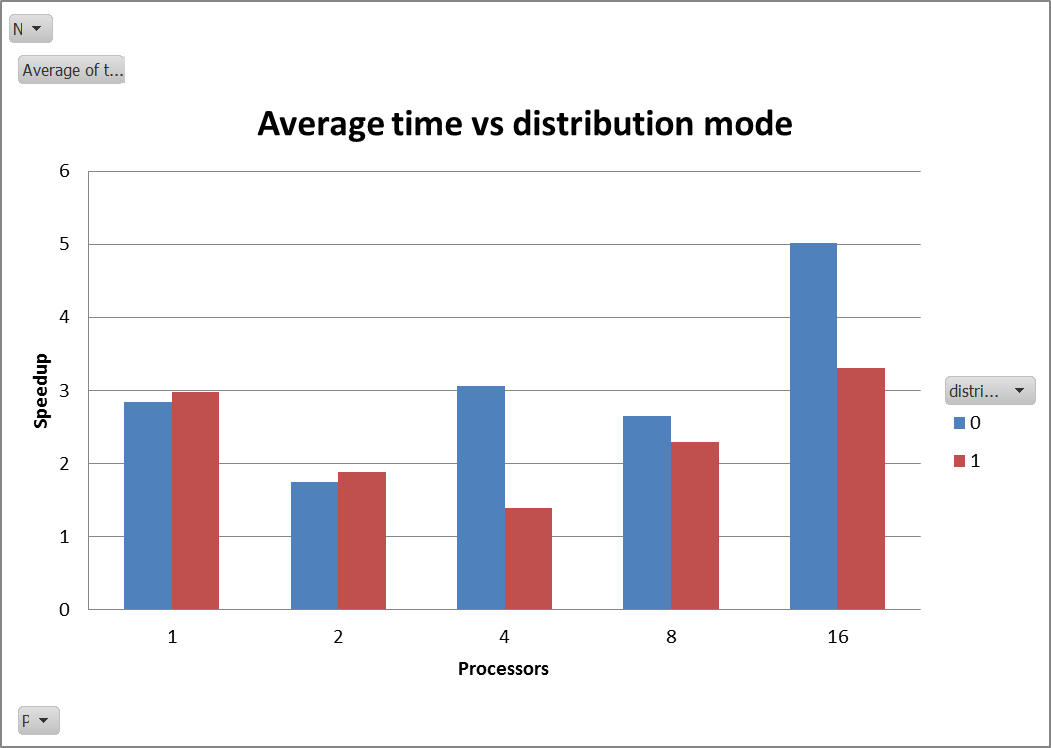 N
Average of t...
Average time vs distribution mode
6
5
4
3
2
1
0
Speedup
1 2 4 8 16
Processors
distri...
0
1
P